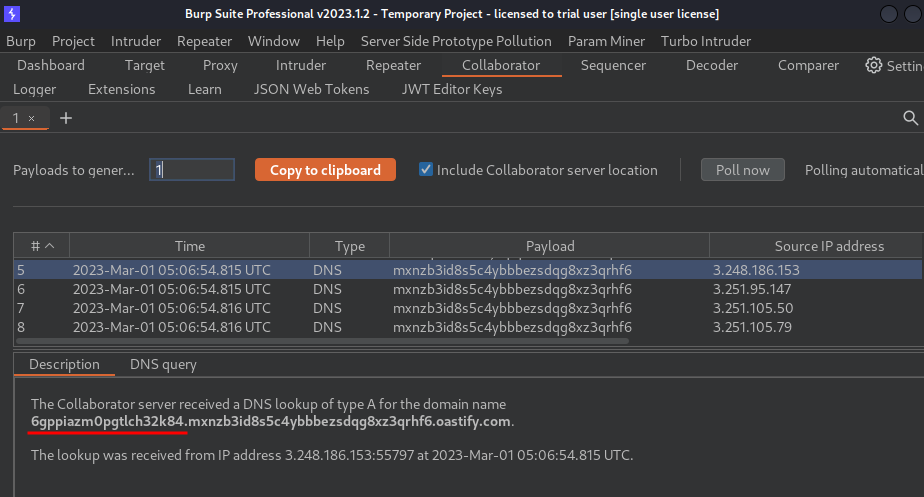 Burp Suite Professional v2023.1.2 - Temporary Project - licensed to trial user [single user license]
Burp Project Intruder Repeater Window Help Server Side Prototype Pollution Param Miner Turbo Intruder
Dashboard Target Proxy Intruder Repeater Collaborator Sequencer Decoder Comparer Settin
Logger Extensions Learn JSON Web Tokens JWT Editor Keys
1 × +
Payloads to gener... 1 Copy to clipboard Include Collaborator server location Poll now Polling automatical
# Time Type Payload Source IP address
5 2023-Mar-01 05:06:54.815 UTC DNS mxnzb3id8s5c4ybbbezsdqg8xz3qrhf6 3.248.186.153
6 2023-Mar-01 05:06:54.815 UTC DNS mxnzb3id8s5c4ybbbezsdqg8xz3qrhf6 3.251.95.147
7 2023-Mar-01 05:06:54.816 UTC DNS mxnzb3id8s5c4ybbbezsdqg8xz3qrhf6 3.251.105.50
8 2023-Mar-01 05:06:54.816 UTC DNS mxnzb3id8s5c4ybbbezsdqg8xz3qrhf6 3.251.105.79
Description DNS query
The Collaborator server received a DNS lookup of type A for the domain name
6gppiazm0pgtlch32k84.mxnzb3id8s5c4ybbbezsdqg8xz3qrhf6.oastify.com.
The lookup was received from IP address 3.248.186.153:55797 at 2023-Mar-01 05:06:54.815 UTC.